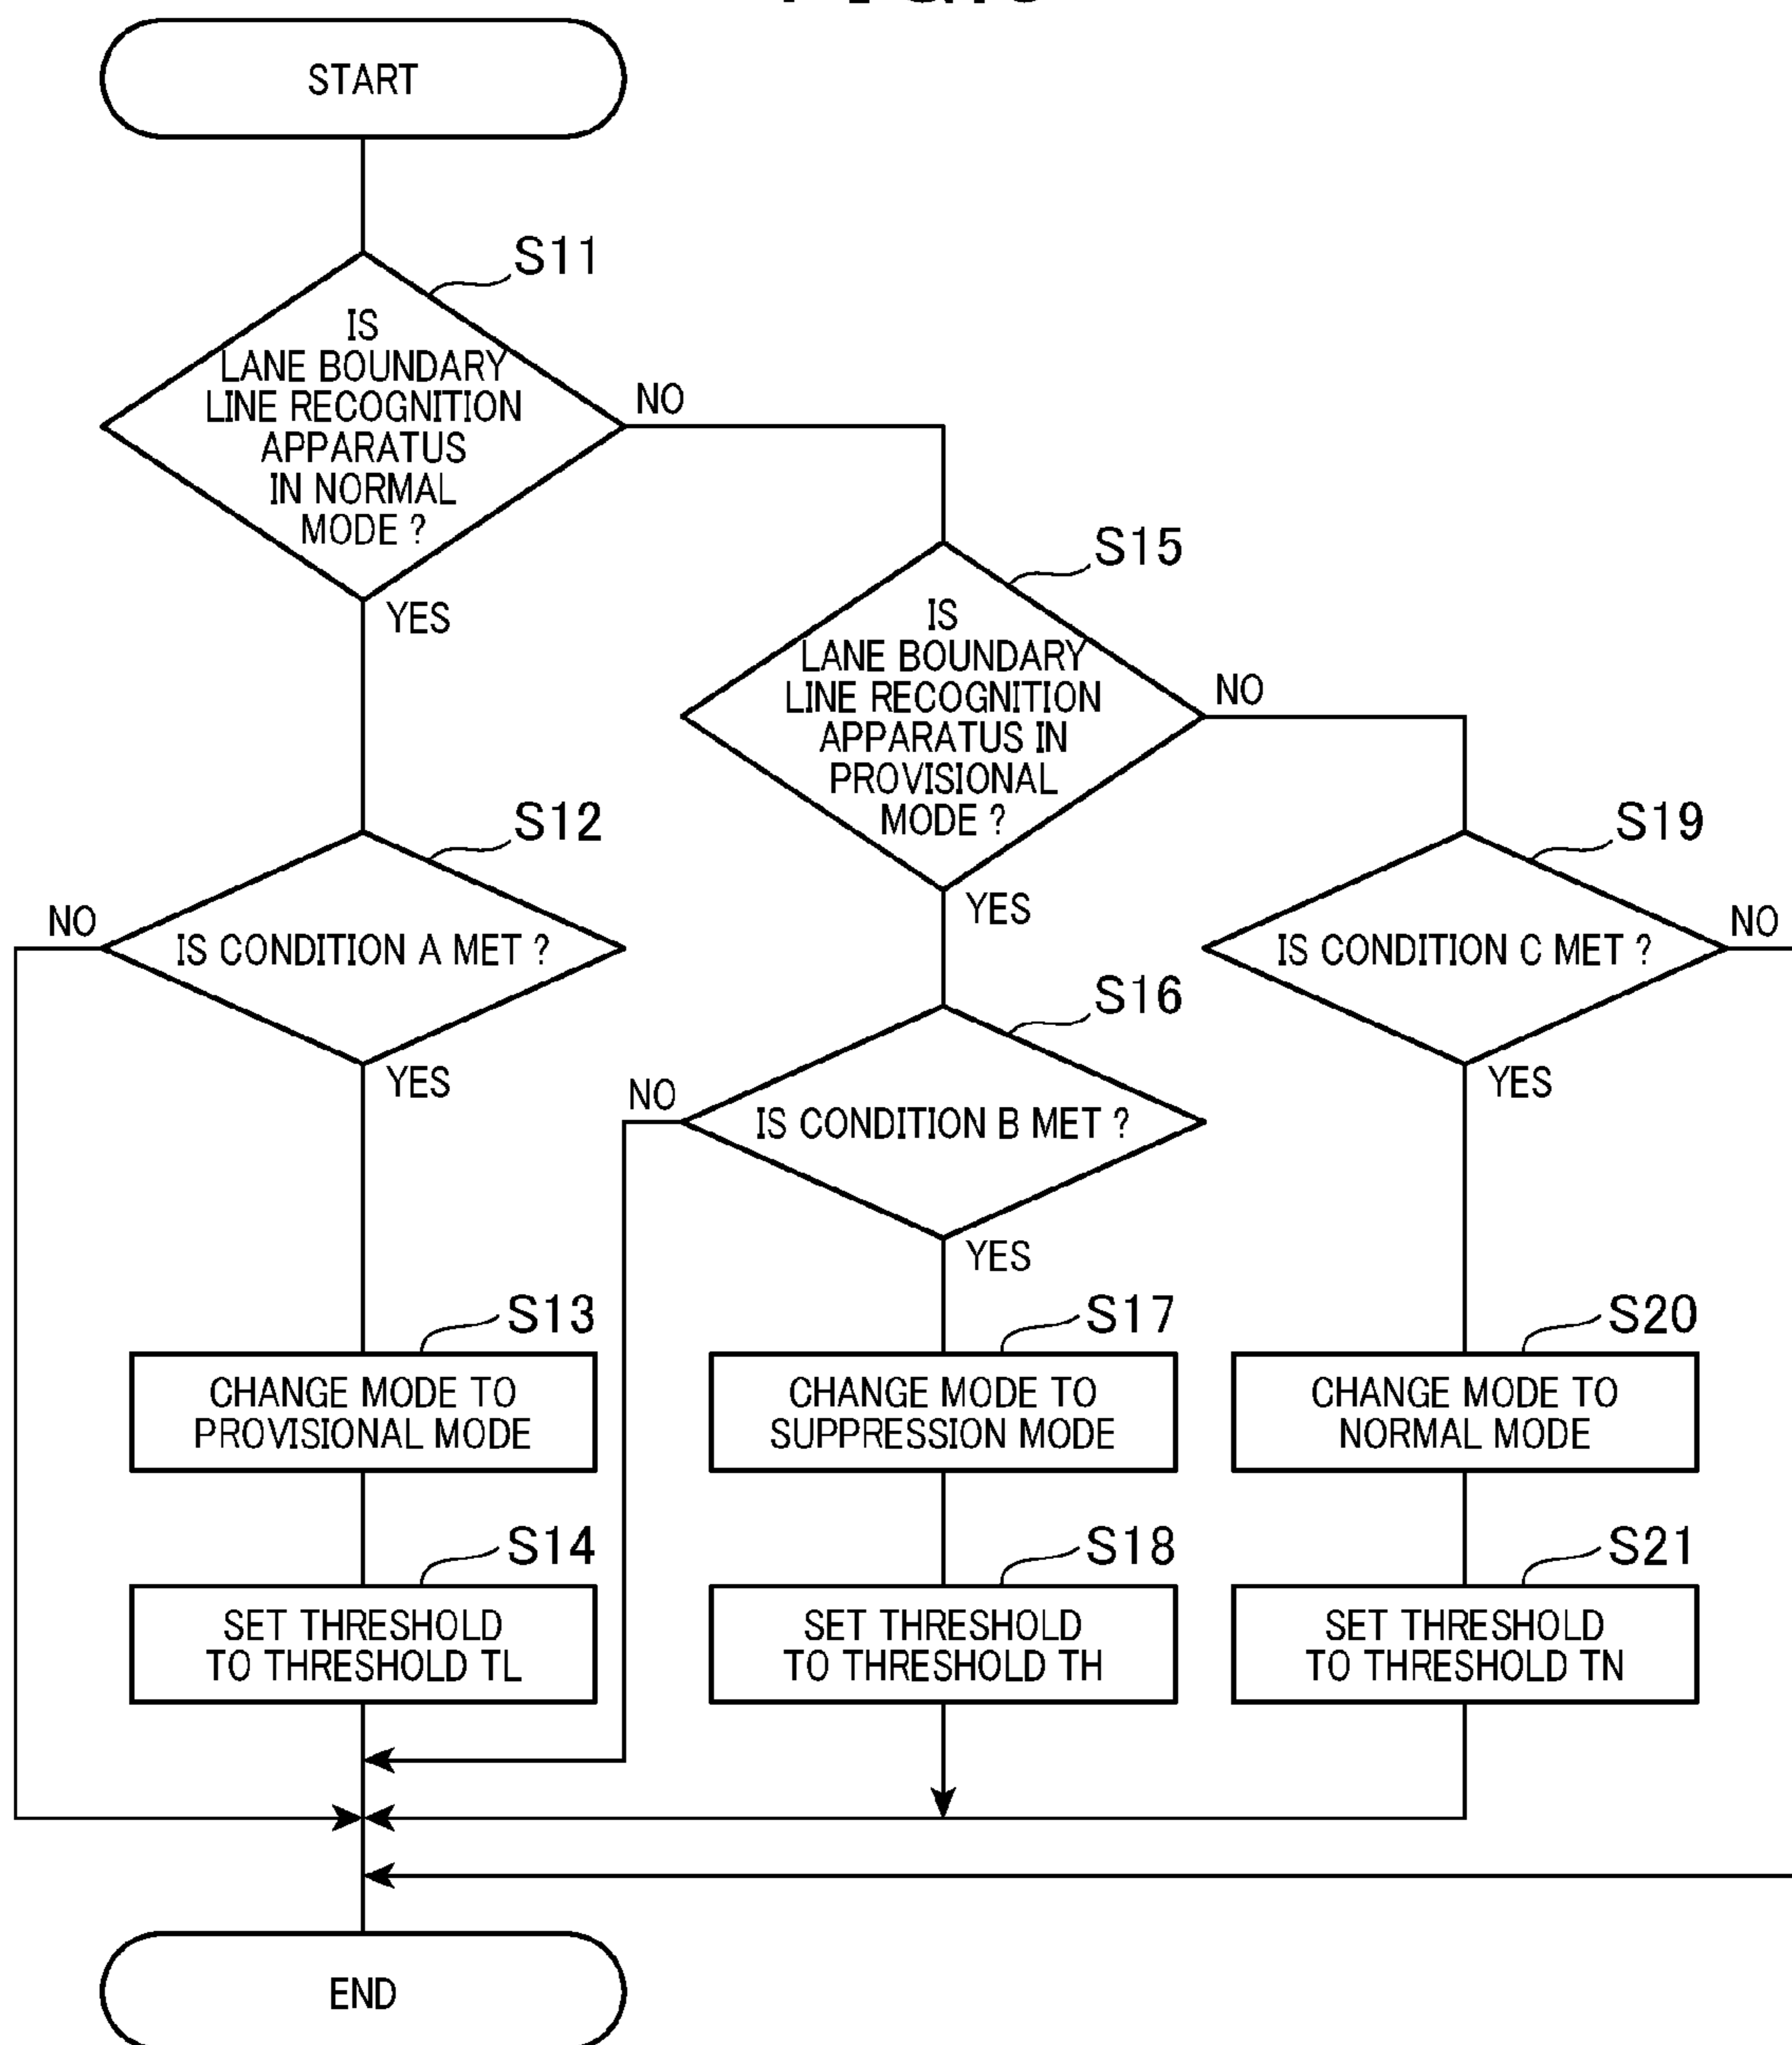 START
S11
IS
LANE BOUNDARY
LINE RECOGNITION
APPARATUS
IN NORMAL
MODE ?
NO
YES
S15
IS
LANE BOUNDARY
LINE RECOGNITION
APPARATUS IN
PROVISIONAL
MODE ?
NO
YES
S12
IS CONDITION A MET ?
NO
YES
S19
IS CONDITION C MET ?
NO
YES
S16
IS CONDITION B MET ?
NO
YES
S13
CHANGE MODE TO
PROVISIONAL MODE
S17
CHANGE MODE TO
SUPPRESSION MODE
S20
CHANGE MODE TO
NORMAL MODE
S14
SET THRESHOLD
TO THRESHOLD TL
S18
SET THRESHOLD
TO THRESHOLD TH
S21
SET THRESHOLD
TO THRESHOLD TN
END